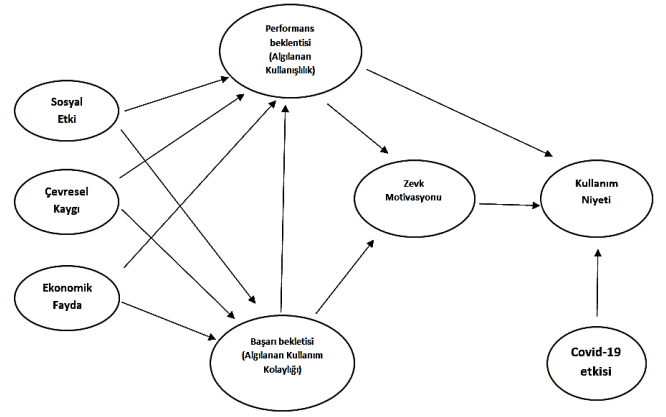 Performans
beklentisi
(Algılanan
Kullanışlılık)
Sosyal
Etki
Çevresel
Kaygı
Zevk
Motivasyonu
Kullanım
Niyeti
Ekonomik
Fayda
Başarı bekletisi
(Algılanan Kullanım
Kolaylığı)
Covid-19
etkisi